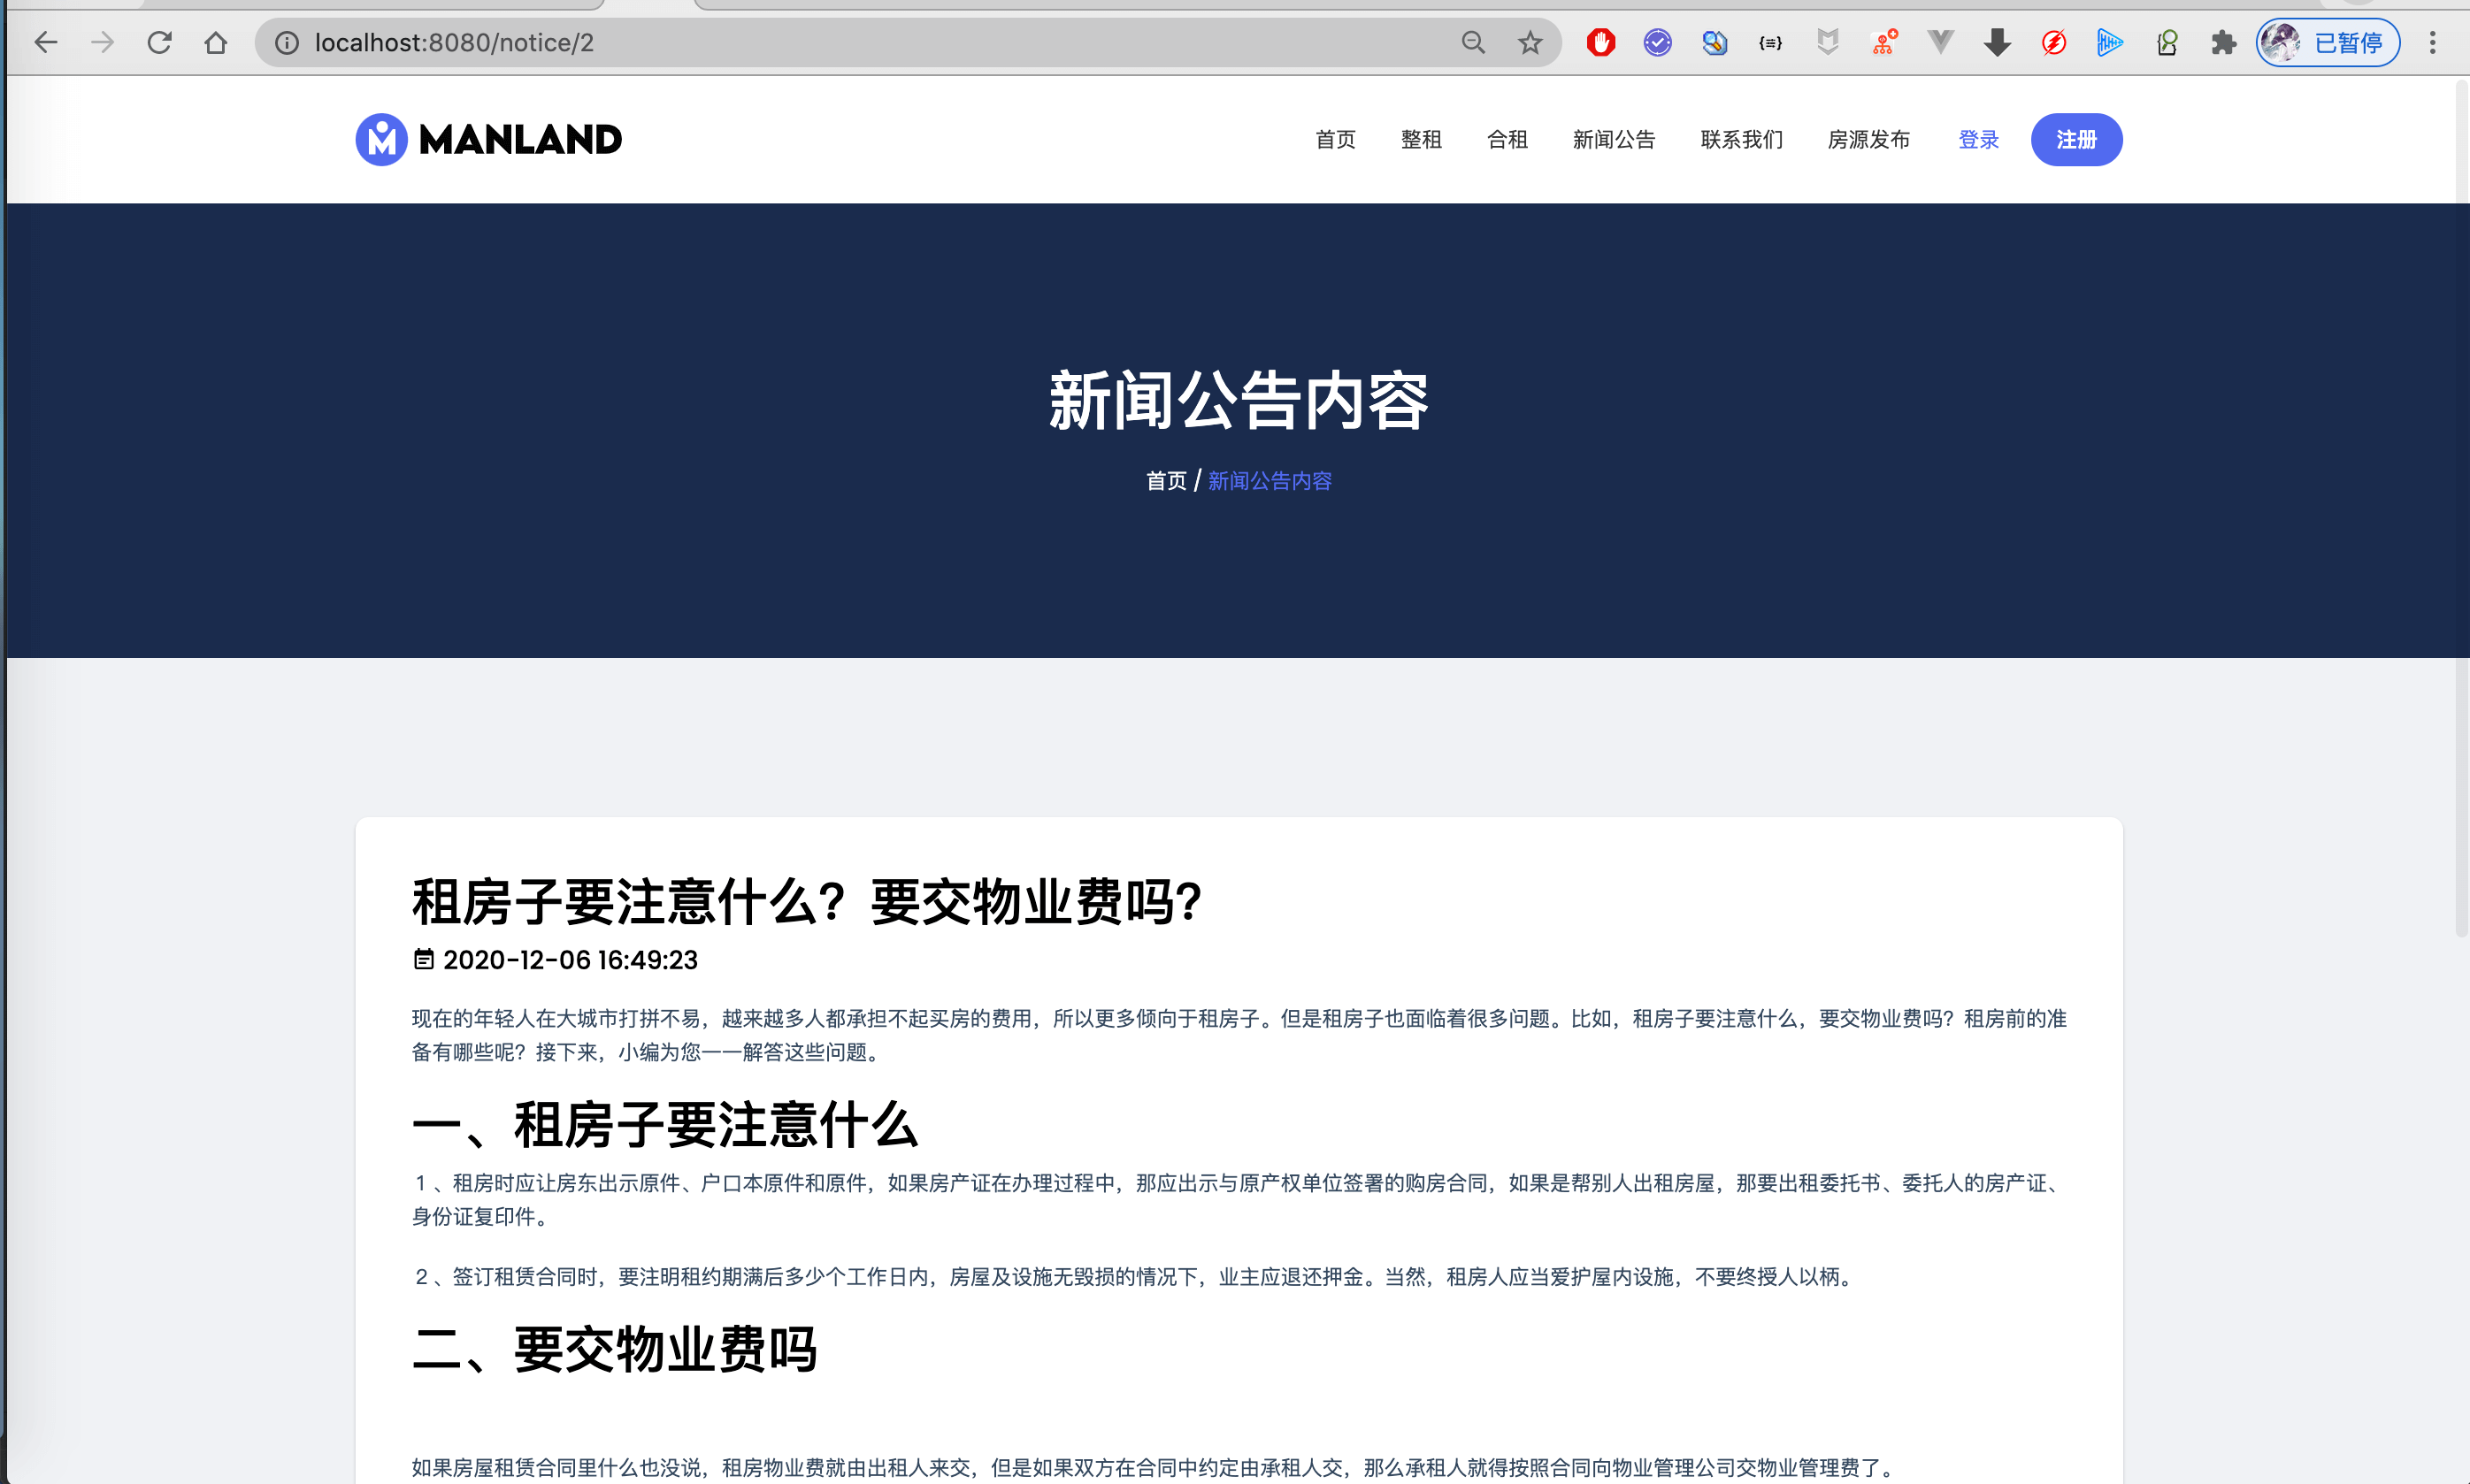 localhost:8080/notice/2
已暂停
MANLAND
首页 整租 合租 新闻公告 联系我们 房源发布 登录 注册
新闻公告内容
首页 / 新闻公告内容
租房子要注意什么？要交物业费吗？
2020-12-06 16:49:23
现在的年轻人在大城市打拼不易，越来越多人都承担不起买房的费用，所以更多倾向于租房子。但是租房子也面临着很多问题。比如，租房子要注意什么，要交物业费吗？租房前的准
备有哪些呢？接下来，小编为您一一解答这些问题。
一、租房子要注意什么
１、租房时应让房东出示原件、户口本原件和原件，如果房产证在办理过程中，那应出示与原产权单位签署的购房合同，如果是帮别人出租房屋，那要出租委托书、委托人的房产证、
身份证复印件。
２、签订租赁合同时，要注明租约期满后多少个工作日内，房屋及设施无毁损的情况下，业主应退还押金。当然，租房人应当爱护屋内设施，不要终授人以柄。
二、要交物业费吗
如果房屋租赁合同里什么也没说，租房物业费就由出租人来交，但是如果双方在合同中约定由承租人交，那么承租人就得按照合同向物业管理公司交物业管理费了。